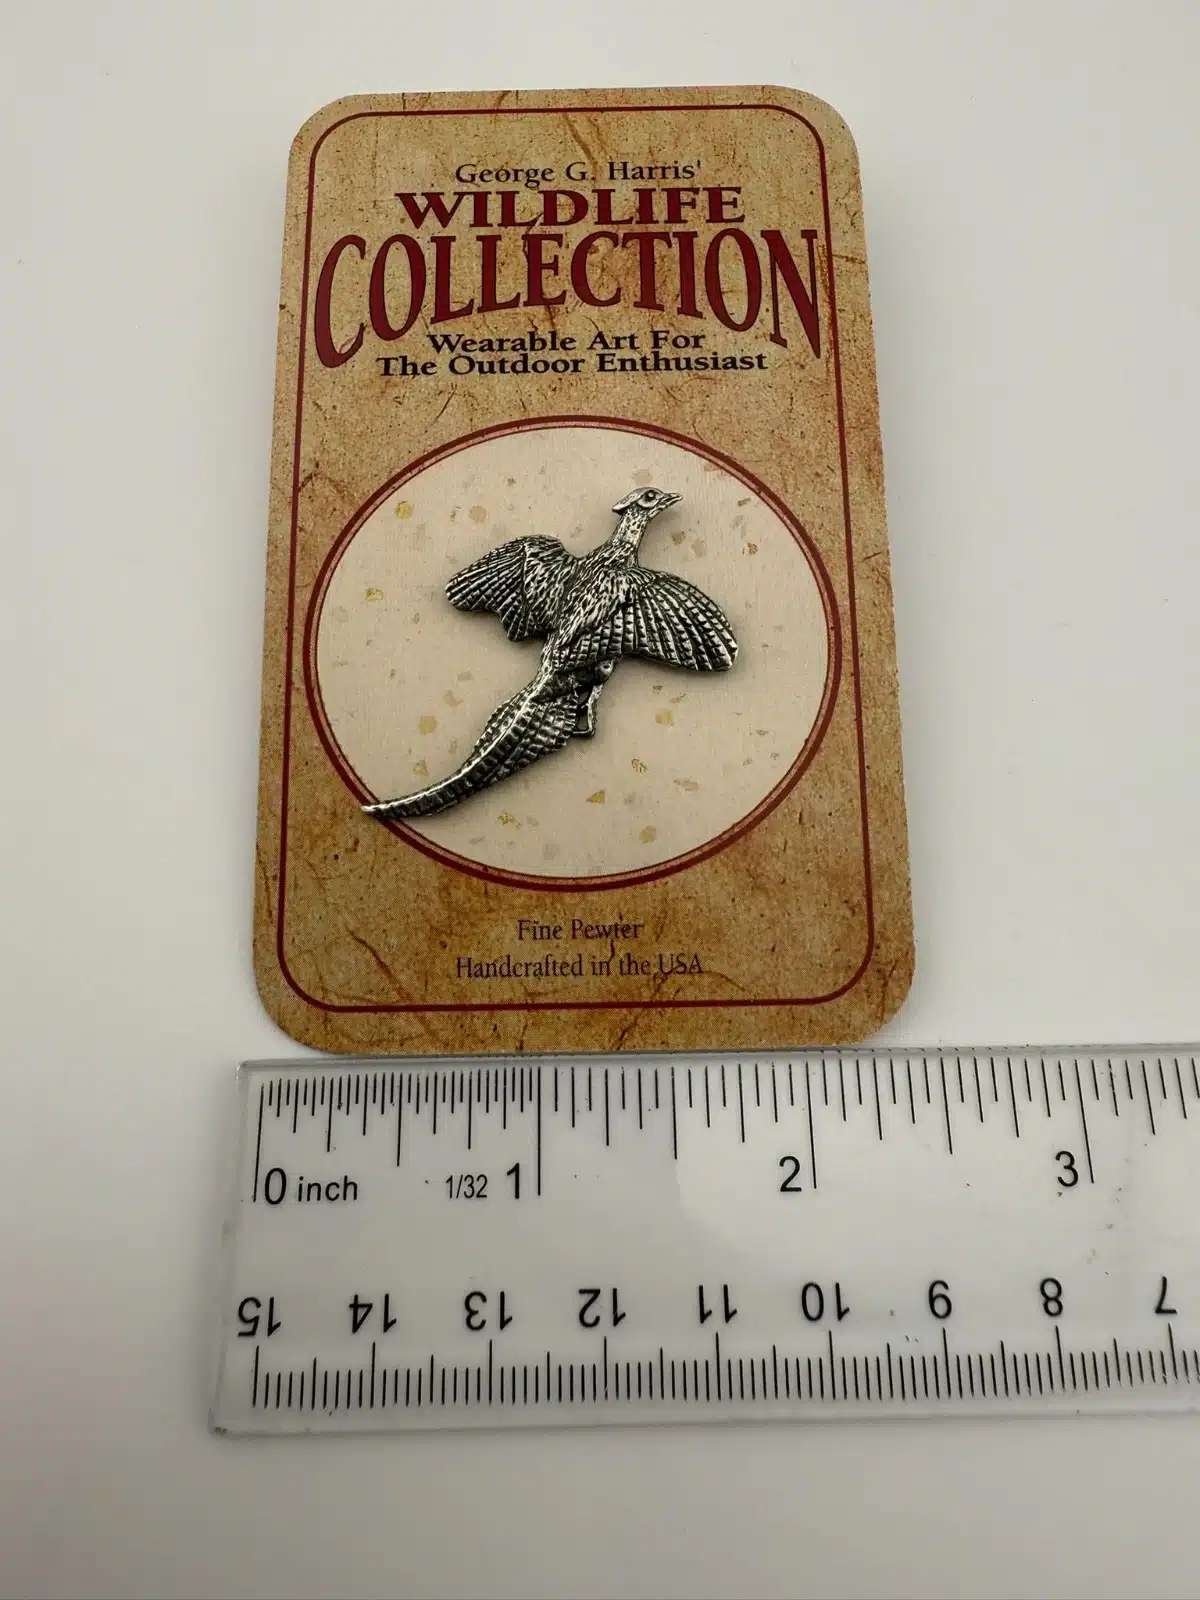 George G. Harris'
WILDLIFE
COLLECTION
Wearable Art For
The Outdoor Enthusiast
Fine Pewter
Handcrafted in the USA
0 inch 1/32 1 2 3
15 14 13 12 11 10 9 8 7